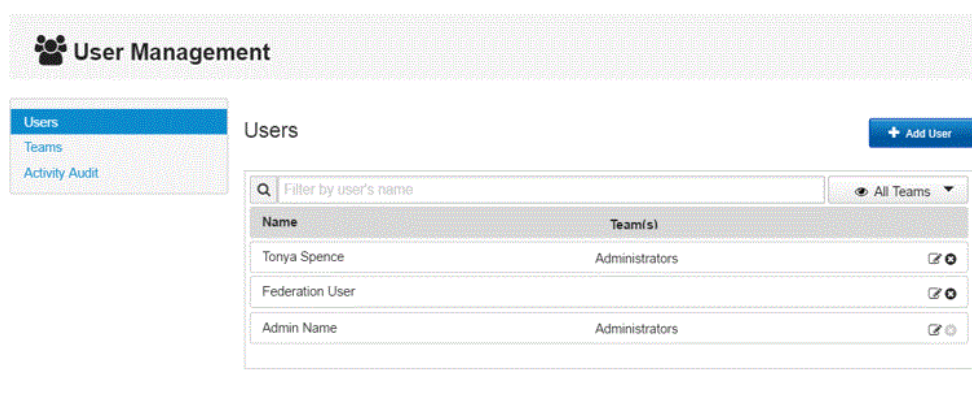 User Management
Users
Teams
Activity Audit
Users
Add User
Filter by user's name
All Teams
Name Team(s)
Tonya Spence Administrators
Federation User
Admin Name Administrators